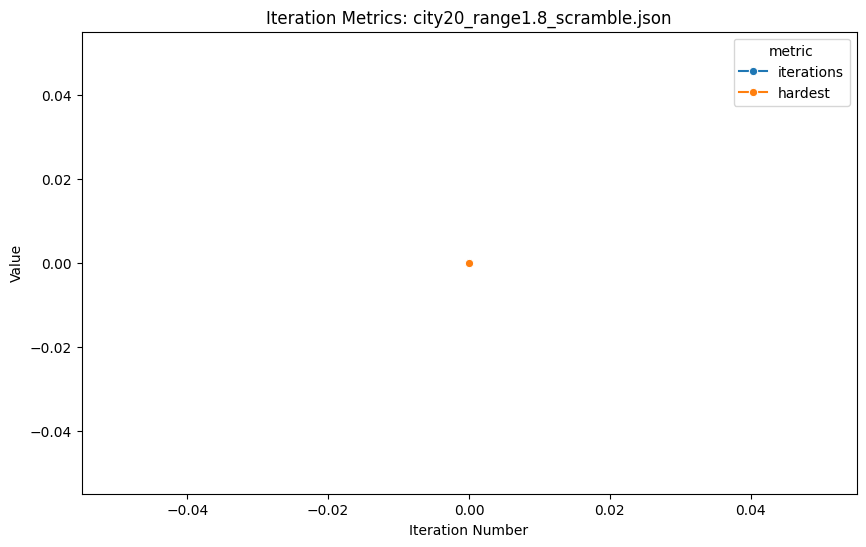 Iteration Metrics: city20_range1.8_scramble.json
metric
iterations
hardest
0.04
0.02
0.00
−0.02
−0.04
Value
−0.04 −0.02 0.00 0.02 0.04
Iteration Number